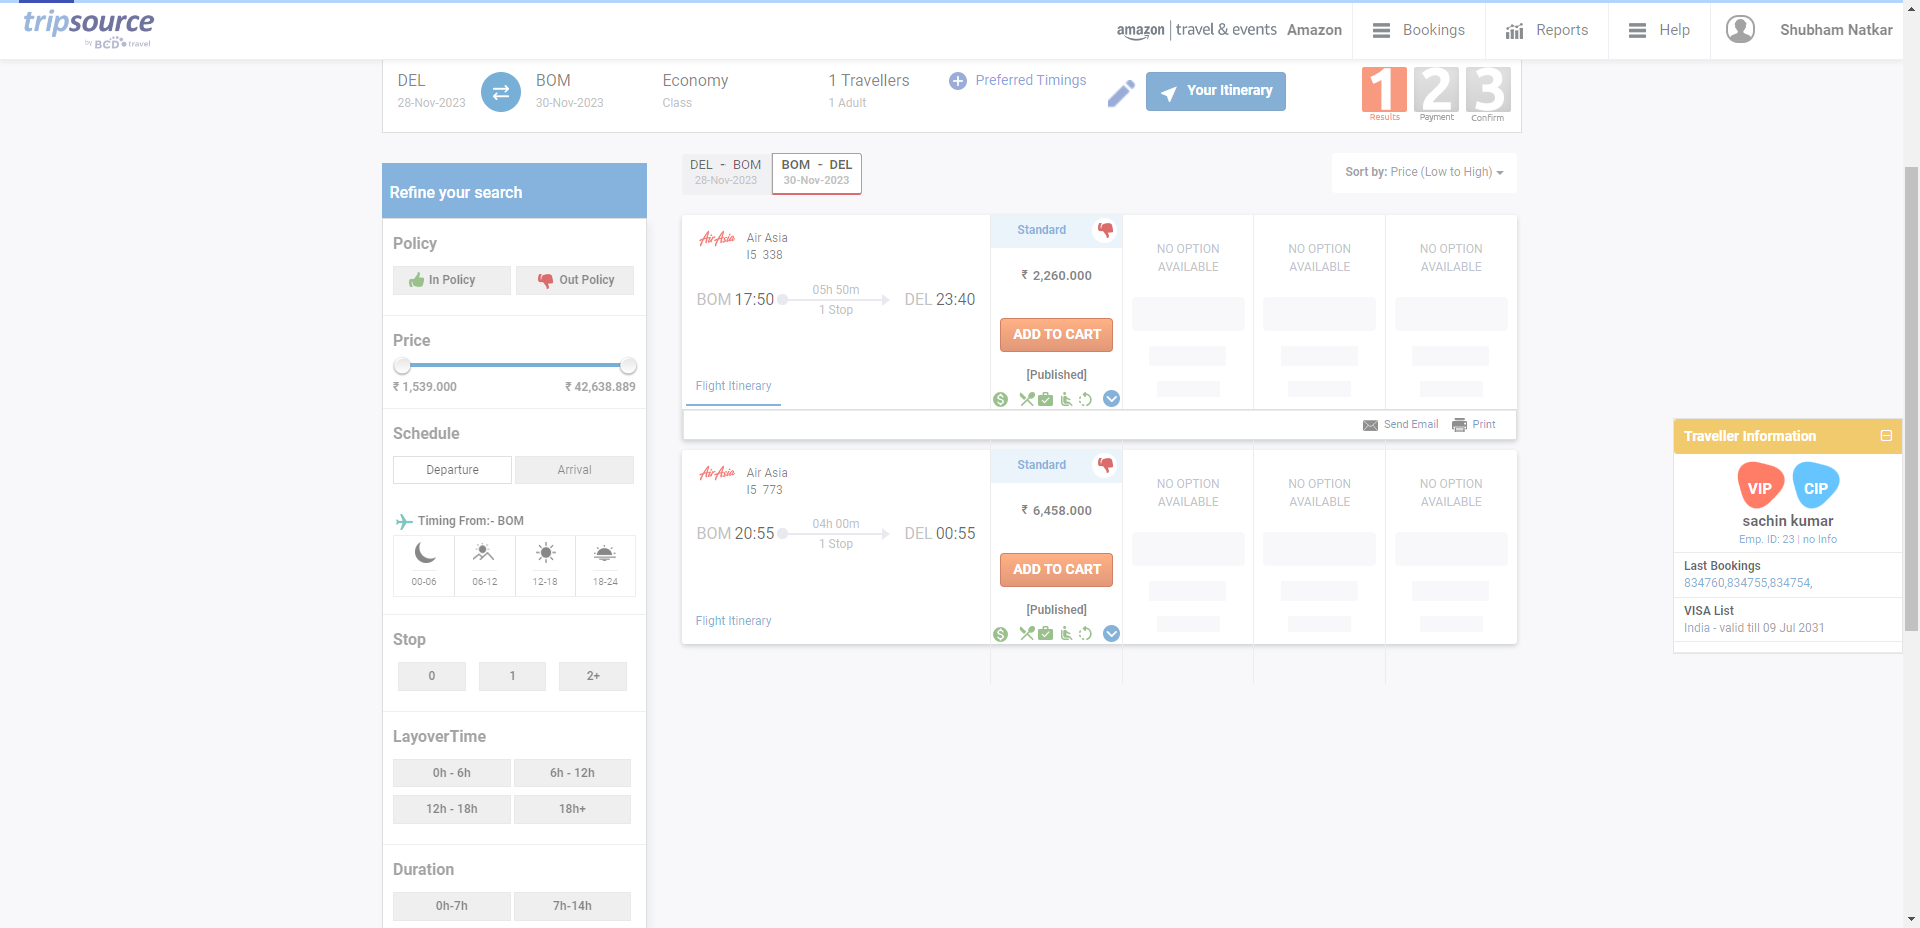 tripsource
by BCD travel
amazon | travel & events Amazon
Bookings
Reports
Help
Shubham Natkar
DEL
28-Nov-2023
BOM
30-Nov-2023
Economy
Class
1 Travellers
1 Adult
Preferred Timings
Your Itinerary
1 2 3
Results Payment Confirm
DEL - BOM
28-Nov-2023
BOM - DEL
30-Nov-2023
Sort by: Price (Low to High)
Refine your search
Policy
In Policy
Out Policy
Price
₹ 1,539.000
₹ 42,638.889
Schedule
Departure
Arrival
Timing From:- BOM
00-06
06-12
12-18
18-24
Stop
0
1
2+
LayoverTime
0h - 6h
6h - 12h
12h - 18h
18h+
Duration
0h-7h
7h-14h
AirAsia
Air Asia
I5 338
BOM 17:50
05h 50m
1 Stop
DEL 23:40
Flight Itinerary
Standard
₹ 2,260.000
ADD TO CART
[Published]
NO OPTION
AVAILABLE
NO OPTION
AVAILABLE
NO OPTION
AVAILABLE
Send Email
Print
AirAsia
Air Asia
I5 773
BOM 20:55
04h 00m
1 Stop
DEL 00:55
Flight Itinerary
Standard
₹ 6,458.000
ADD TO CART
[Published]
NO OPTION
AVAILABLE
NO OPTION
AVAILABLE
NO OPTION
AVAILABLE
Traveller Information
VIP
CIP
sachin kumar
Emp. ID: 23 | no Info
Last Bookings
834760,834755,834754,
VISA List
India - valid till 09 Jul 2031